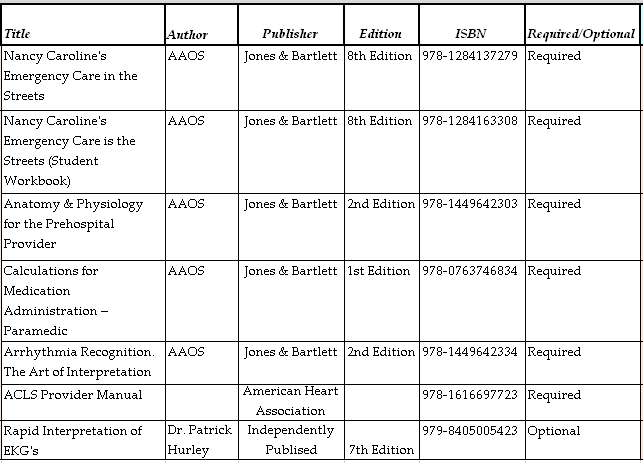 Title Author Publisher Edition ISBN Required/Optional
Nancy Caroline's AAOS Jones & Bartlett 8th Edition 978-1284137279 Required
Emergency Care in the
Streets
Nancy Caroline's AAOS Jones & Bartlett 8th Edition 978-1284163308 Required
Emergency Care is the
Streets (Student
Workbook)
Anatomy & Physiology AAOS Jones & Bartlett 2nd Edition 978-1449642303 Required
for the Prehospital
Provider
Calculations for AAOS Jones & Bartlett 1st Edition 978-0763746834 Required
Medication
Administration –
Paramedic
Arrhythmia Recognition. AAOS Jones & Bartlett 2nd Edition 978-1449642334 Required
The Art of Interpretation
ACLS Provider Manual American Heart 978-1616697723 Required
Association
Rapid Interpretation of Dr. Patrick Independently 979-8405005423 Optional
EKG's Hurley Publised 7th Edition